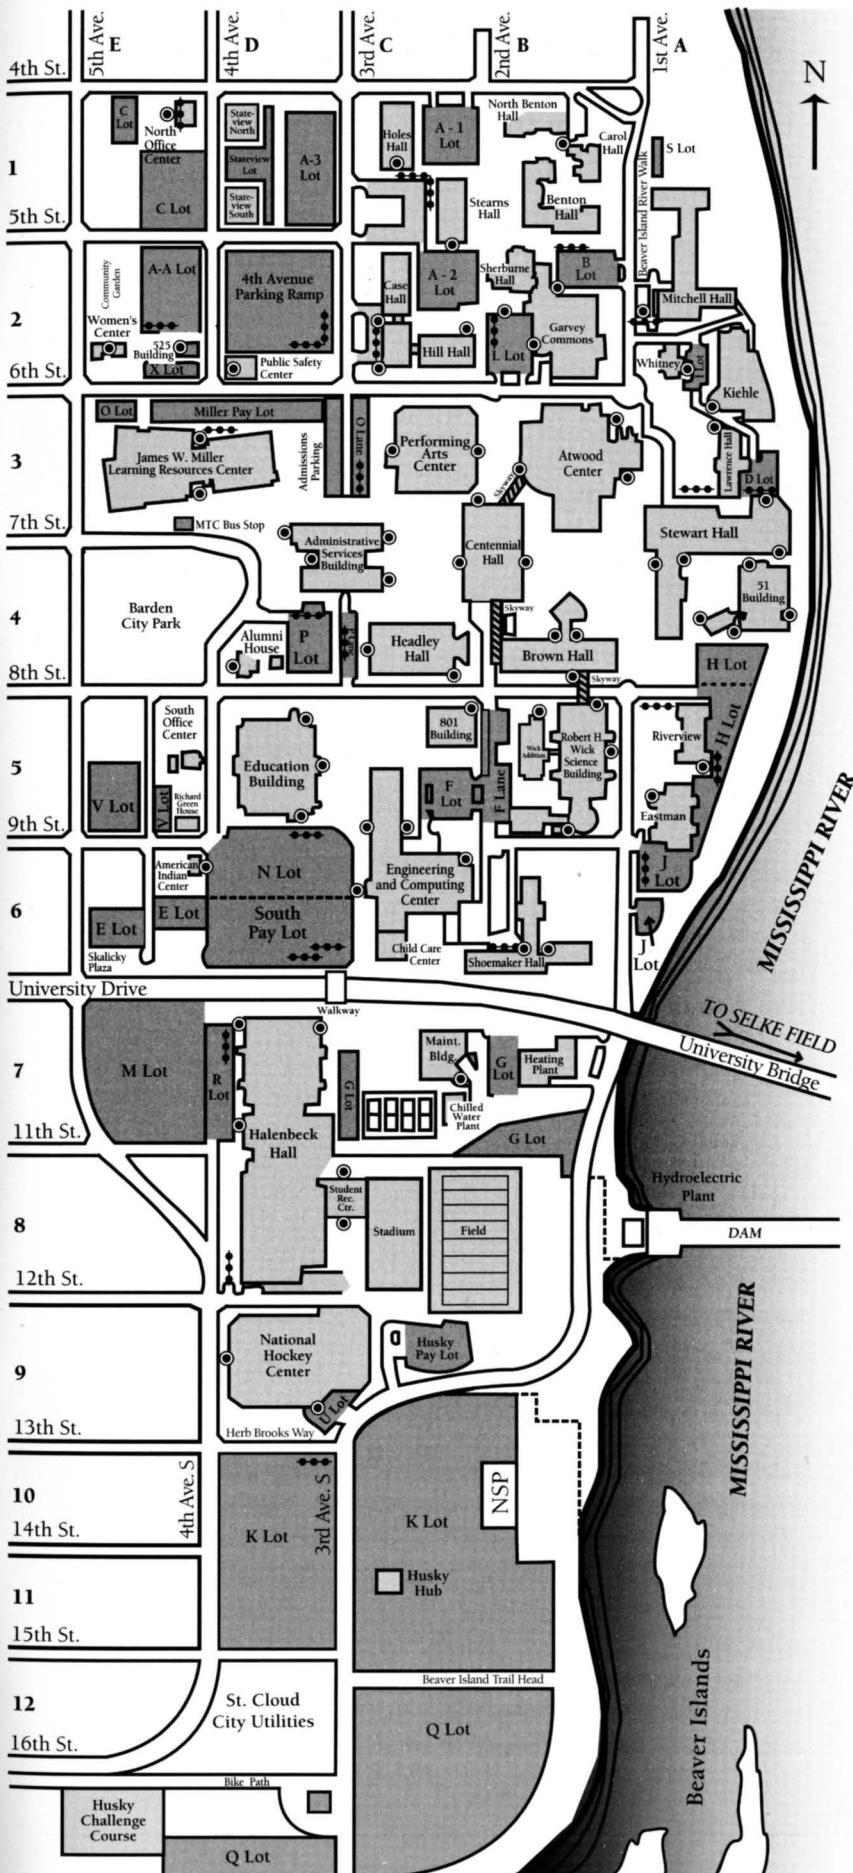 5th Ave.
E
4th Ave.
D
3rd Ave.
C
2nd Ave.
B
1st Ave.
A
4th St.
N
C
Lot
North
Office
Center
C Lot
State-
view
North
Stateview
Lot
State-
view
South
A-3
Lot
Holes
Hall
A - 1
Lot
North Benton
Hall
Carol
Hall
S Lot
1
5th St.
Stearns
Hall
Benton
Hall
Beaver Island River Walk
Community
Garden
A-A Lot
4th Avenue
Parking Ramp
Case
Hall
A - 2
Lot
Sherburne
Hall
B
Lot
Mitchell Hall
2
Women's
Center
525
Building
X Lot
Public Safety
Center
Hill Hall
L Lot
Garvey
Commons
Whitney
I Lot
Kiehle
6th St.
O Lot
Miller Pay Lot
Admissions
Parking
O Lane
Performing
Arts
Center
Atwood
Center
Lawrence Hall
D Lot
3
James W. Miller
Learning Resources Center
Skyway
7th St.
MTC Bus Stop
Administrative
Services
Building
Centennial
Hall
Stewart Hall
51
Building
4
Barden
City Park
Alumni
House
P
Lot
Headley
Hall
Skyway
Brown Hall
Skyway
H Lot
8th St.
South
Office
Center
Education
Building
801
Building
F
Lot
F Lane
Wick
Addition
Robert H.
Wick
Science
Building
Riverview
H Lot
5
V Lot
V Lot
Richard
Green
House
Eastman
9th St.
MISSISSIPPI RIVER
American
Indian
Center
N Lot
Engineering
and Computing
Center
J
Lot
6
E Lot
E Lot
South
Pay Lot
Skalicky
Plaza
Child Care
Center
Shoemaker Hall
J
Lot
University Drive
Walkway
TO SELKE FIELD
University Bridge
7
M Lot
R
Lot
G Lot
Maint.
Bldg.
G
Lot
Heating
Plant
Chilled
Water
Plant
11th St.
Halenbeck
Hall
G Lot
Hydroelectric
Plant
8
Student
Rec.
Ctr.
Stadium
Field
DAM
12th St.
National
Hockey
Center
Husky
Pay Lot
9
U Lot
13th St.
Herb Brooks Way
MISSISSIPPI RIVER
4th Ave. S
3rd Ave. S
10
14th St.
K Lot
K Lot
NSP
11
Husky
Hub
15th St.
Beaver Island Trail Head
12
St. Cloud
City Utilities
Q Lot
Beaver Islands
16th St.
Bike Path
Husky
Challenge
Course
Q Lot